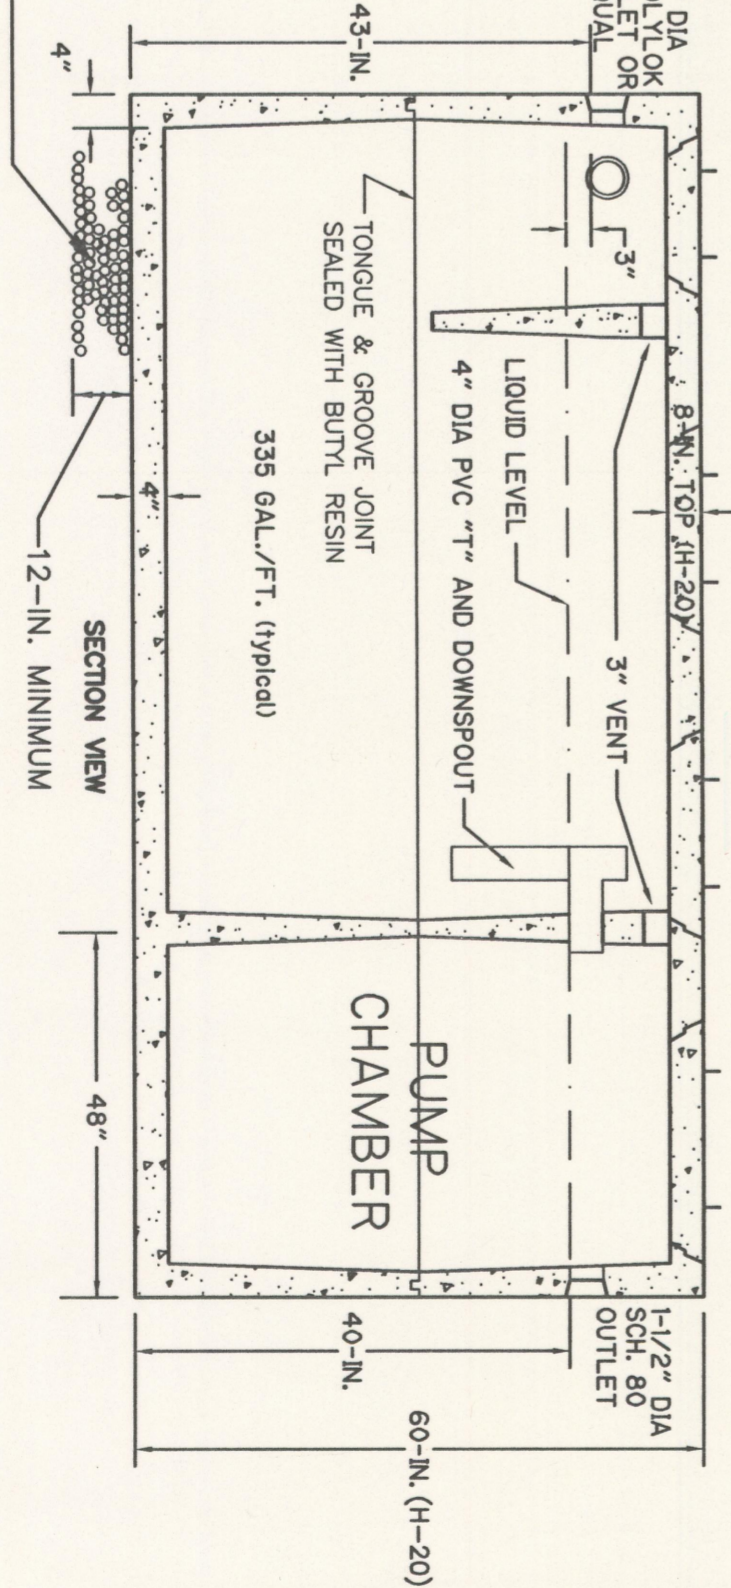 DIA
OLYLOK
LET OR
QUAL
43-IN.
4"
3"
8-IN. TOP (H-20)
3" VENT
LIQUID LEVEL
4" DIA PVC "T" AND DOWNSPOUT
TONGUE & GROOVE JOINT
SEALED WITH BUTYL RESIN
335 GAL./FT. (typical)
4"
PUMP
CHAMBER
1-1/2" DIA
SCH. 80
OUTLET
40-IN.
60-IN. (H-20)
48"
SECTION VIEW
12-IN. MINIMUM